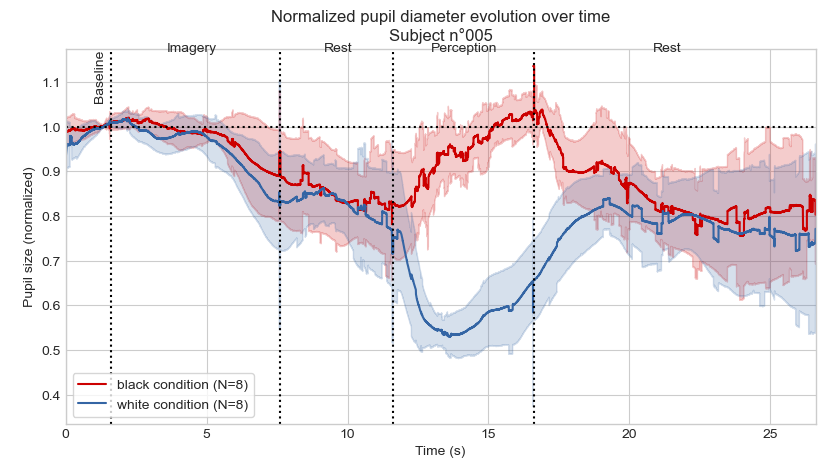 Normalized pupil diameter evolution over time
Subject n°005
Baseline
Imagery
Rest
Perception
Rest
Pupil size (normalized)
1.1
1.0
0.9
0.8
0.7
0.6
0.5
0.4
black condition (N=8)
white condition (N=8)
0
5
10
15
20
25
Time (s)